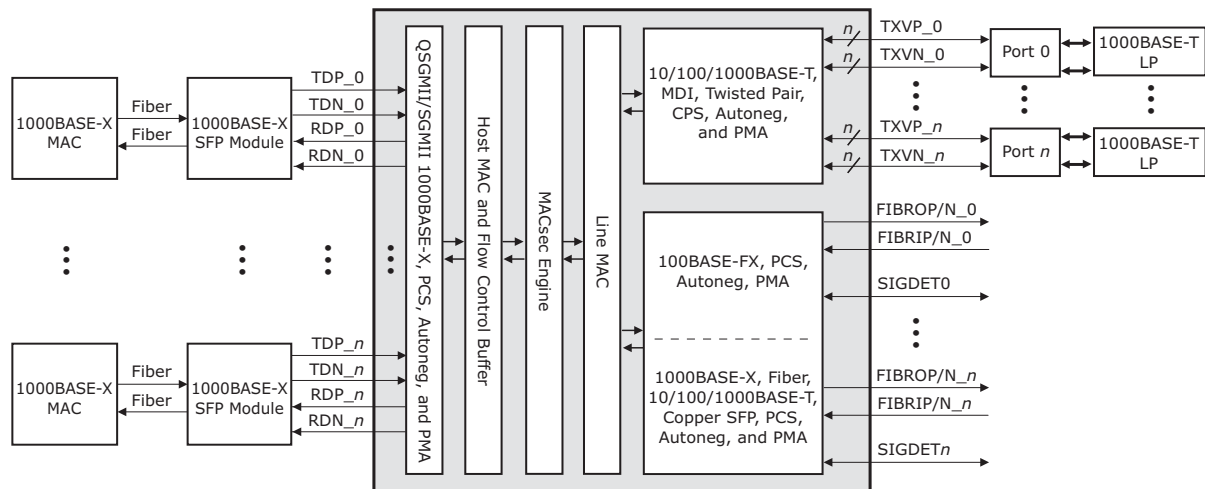 1000BASE-X
MAC
Fiber
Fiber
1000BASE-X
SFP Module
TDP_0
TDN_0
RDP_0
RDN_0
1000BASE-X
MAC
Fiber
Fiber
1000BASE-X
SFP Module
TDP_n
TDN_n
RDP_n
RDN_n
QSGMII/SGMII 1000BASE-X, PCS, Autoneg, and PMA
Host MAC and Flow Control Buffer
MACsec Engine
Line MAC
10/100/1000BASE-T,
MDI, Twisted Pair,
CPS, Autoneg,
and PMA
n
TXVP_0
n
TXVN_0
n
TXVP_n
n
TXVN_n
Port 0
1000BASE-T
LP
Port n
1000BASE-T
LP
100BASE-FX, PCS,
Autoneg, PMA
1000BASE-X, Fiber,
10/100/1000BASE-T,
Copper SFP, PCS,
Autoneg, and PMA
FIBROP/N_0
FIBRIP/N_0
SIGDET0
FIBROP/N_n
FIBRIP/N_n
SIGDETn